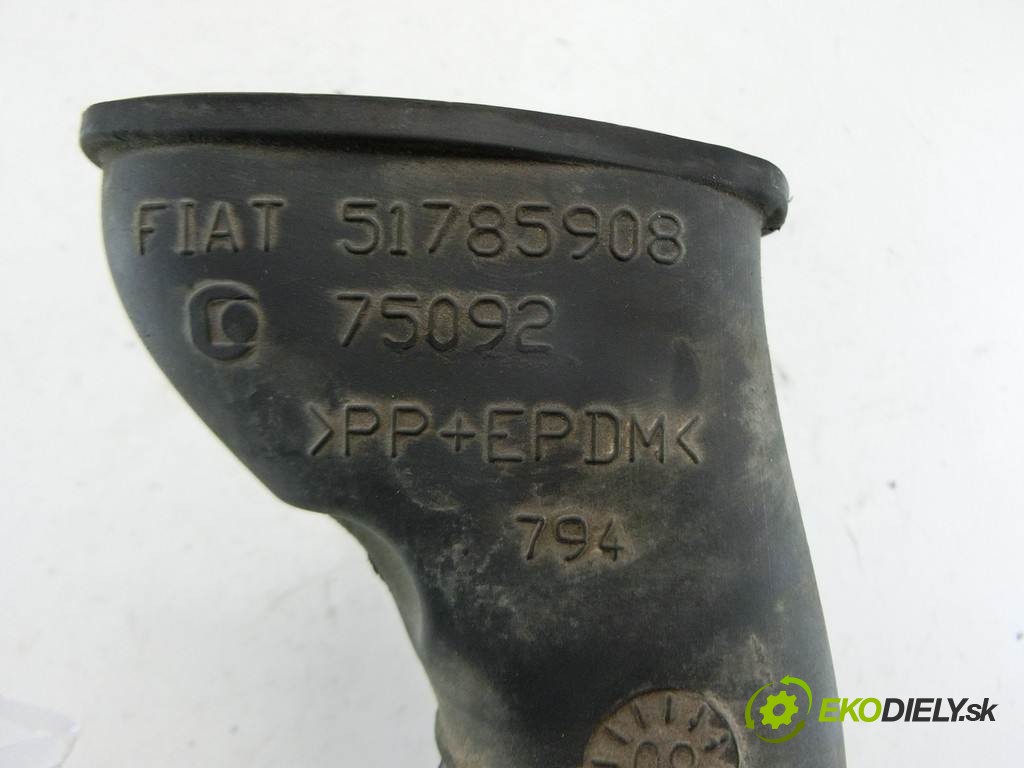 FIAT 51785908
75092
>PP+EPDM<
794
EKODIELY.sk